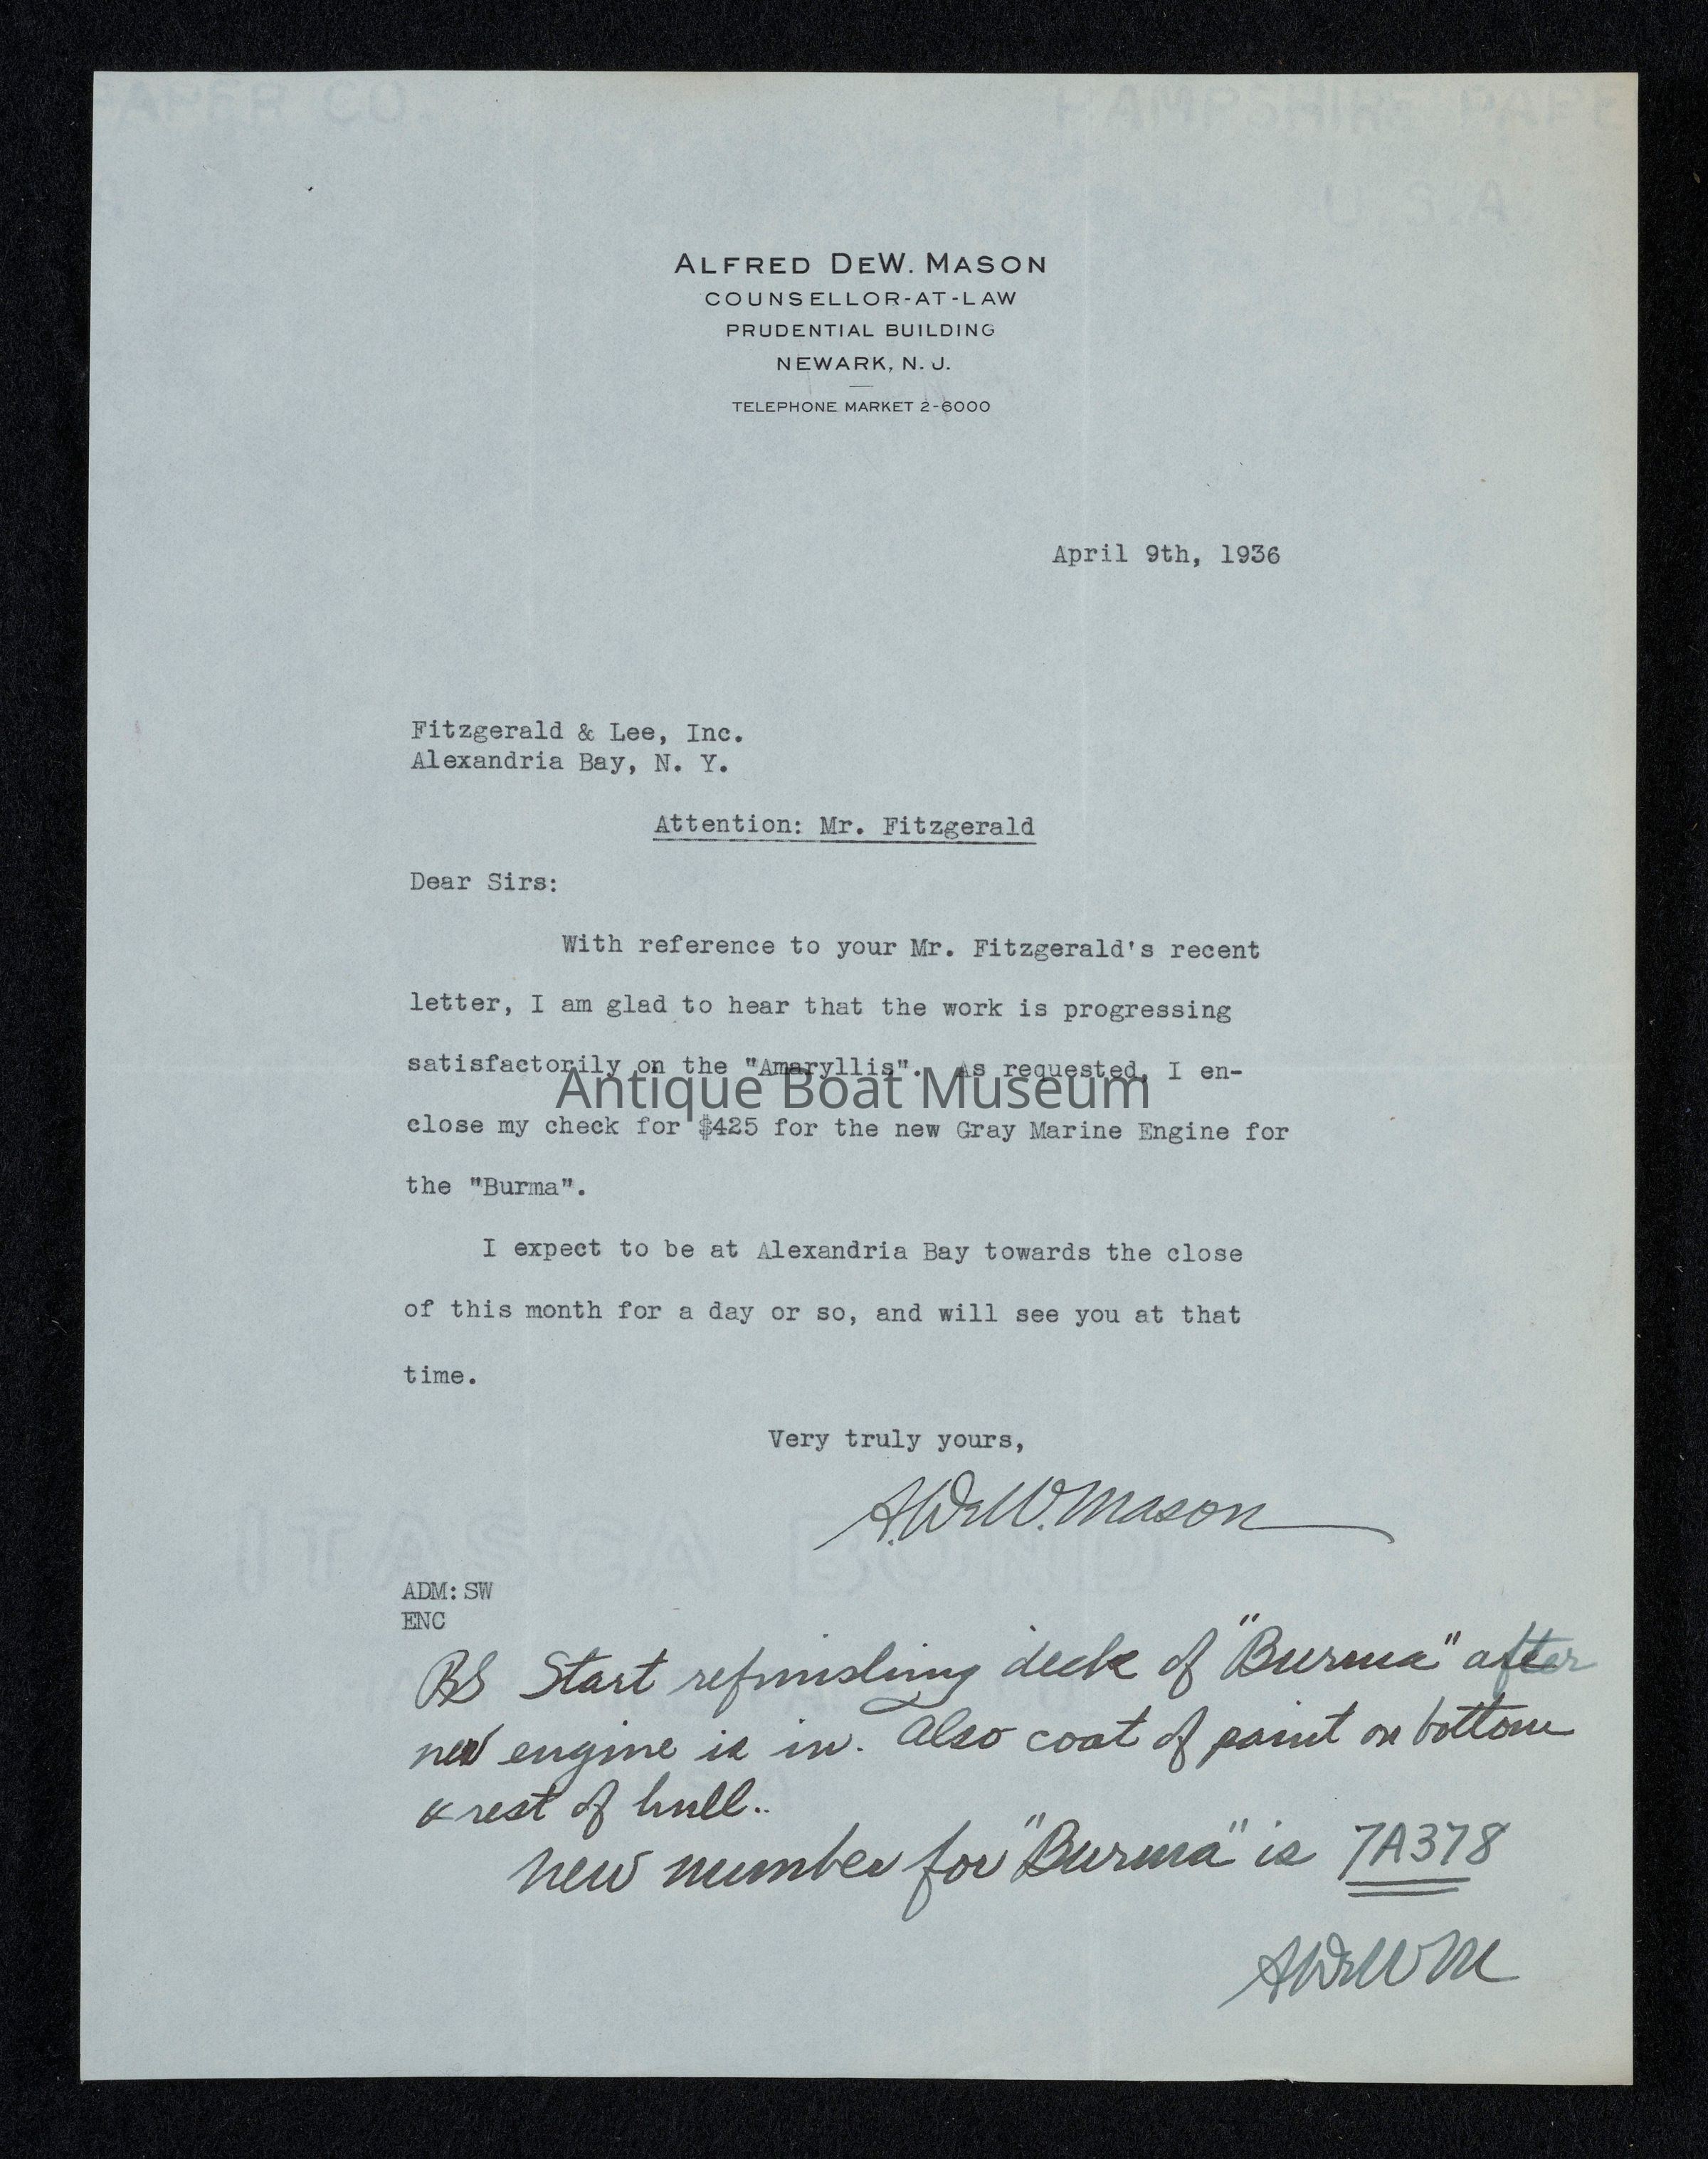 PAPER CO.
HAMPSHIRE PAPE
U.S.A.
ALFRED DEW. MASON
COUNSELLOR-AT-LAW
PRUDENTIAL BUILDING
NEWARK, N. J.
TELEPHONE MARKET 2-6000
April 9th, 1936
Fitzgerald & Lee, Inc.
Alexandria Bay, N. Y.
Attention: Mr. Fitzgerald
Dear Sirs:
With reference to your Mr. Fitzgerald's recent
letter, I am glad to hear that the work is progressing
satisfactorily on the "Amaryllis". As requested, I en-
Antique Boat Museum
close my check for $425 for the new Gray Marine Engine for
the "Burma".
I expect to be at Alexandria Bay towards the close
of this month for a day or so, and will see you at that
time.
Very truly yours,
A.DeW.Mason
ADM:SW
ENC
PS Start refinishing deck of "Burma" after
new engine is in. Also coat of paint on bottom
& rest of hull..
New number for "Burma" is 7A378
ADeWM